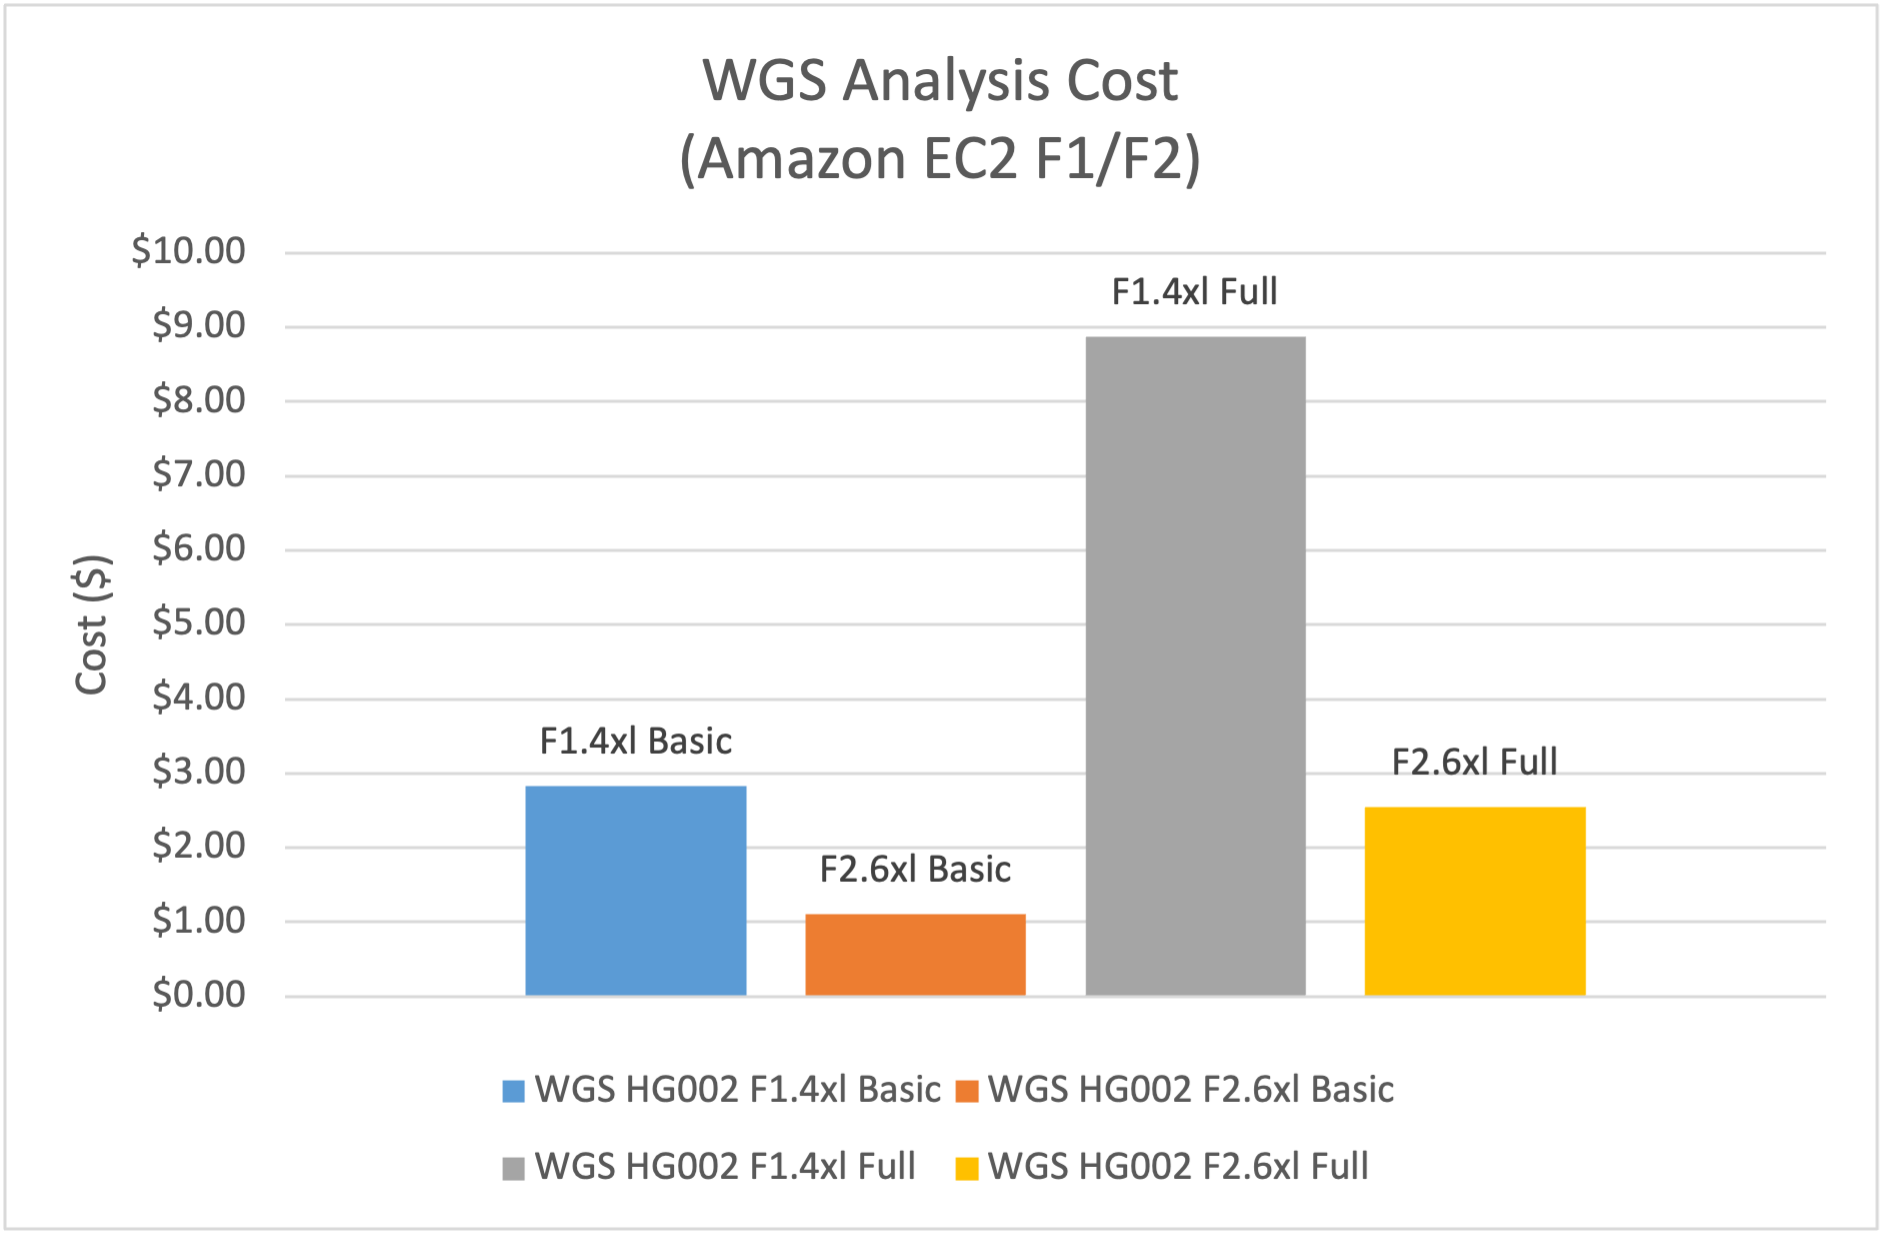 WGS Analysis Cost
(Amazon EC2 F1/F2)
$10.00
$9.00
$8.00
$7.00
$6.00
$5.00
$4.00
$3.00
$2.00
$1.00
$0.00
Cost ($)
F1.4xl Basic
F2.6xl Basic
F1.4xl Full
F2.6xl Full
WGS HG002 F1.4xl Basic
WGS HG002 F2.6xl Basic
WGS HG002 F1.4xl Full
WGS HG002 F2.6xl Full